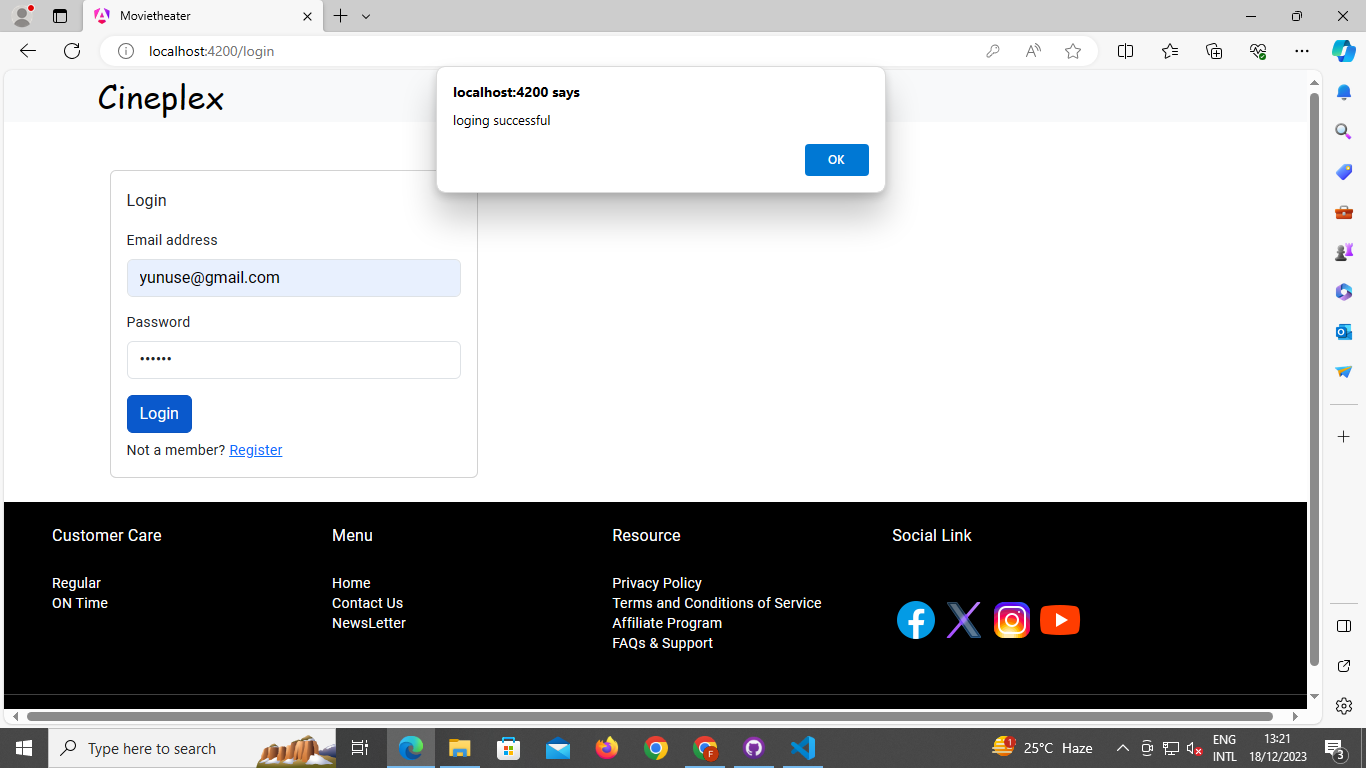 Movietheater
localhost:4200/login
Cineplex
localhost:4200 says
loging successful
OK
Login
Email address
yunuse@gmail.com
Password
••••••
Login
Not a member? Register
Customer Care
Regular
ON Time
Menu
Home
Contact Us
NewsLetter
Resource
Privacy Policy
Terms and Conditions of Service
Affiliate Program
FAQs & Support
Social Link
Type here to search
F
1
25°C Haze
ENG
INTL
13:21
18/12/2023
3